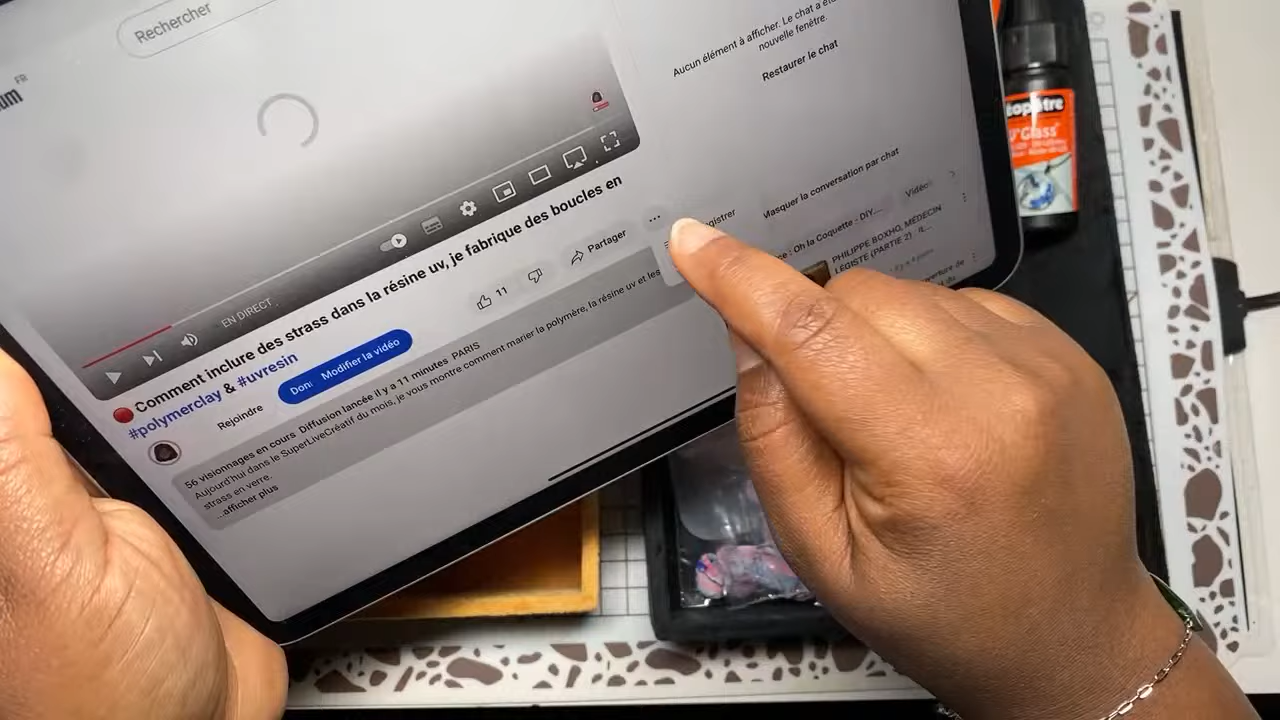 Rechercher
FR
Aucun élément à afficher. Le chat a
nouvelle fenêtre.
Restaurer le chat
EN DIRECT
Comment inclure des strass dans la résine uv, je fabrique des boucles en
#polymerclay & #uvresin
Rejoindre
Modifier la vidéo
11
Partager
Masquer la conversation par chat
: Oh la Coquette - DIY...
PHILIPPE BOXHO, MÉDECIN
LÉGISTE (PARTIE 2)
56 visionnages en cours Diffusion lancée il y a 11 minutes PARIS
Aujourd'hui dans le SuperLiveCréatif du mois, je vous montre comment marier la polymère, la résine uv et les
strass en verre.
...afficher plus
Glass